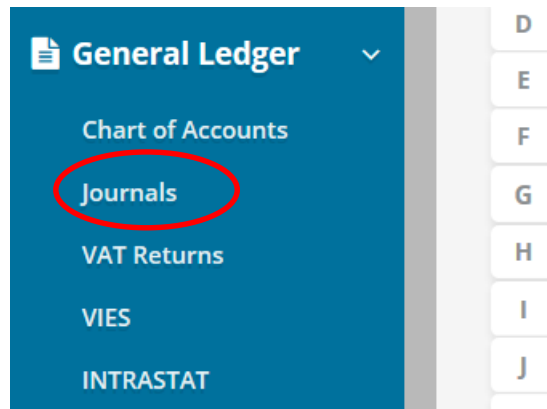 General Ledger
Chart of Accounts
Journals
VAT Returns
VIES
INTRASTAT
D
E
F
G
H
I
J